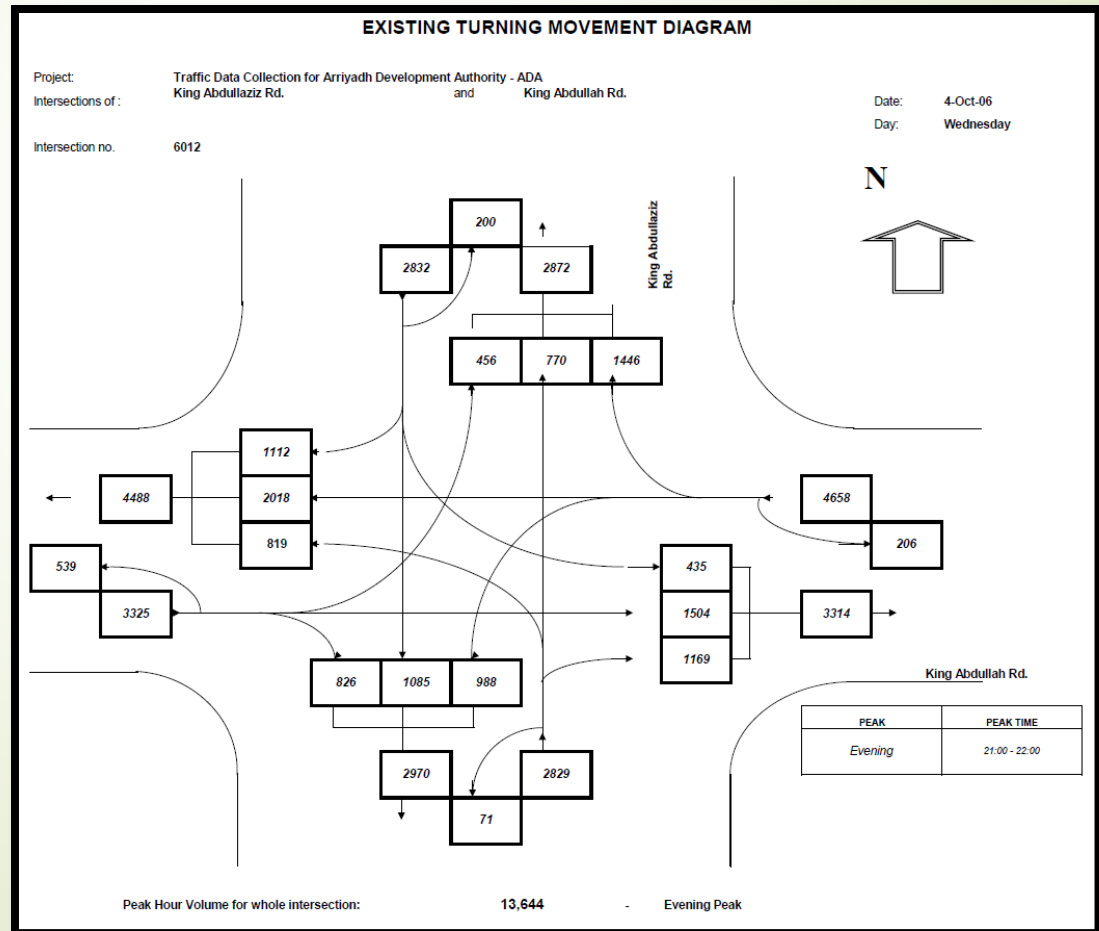 EXISTING TURNING MOVEMENT DIAGRAM
Project: Traffic Data Collection for Arriyadh Development Authority - ADA
Intersections of : King Abdullaziz Rd. and King Abdullah Rd.
Date: 4-Oct-06
Day: Wednesday
Intersection no. 6012
N
King Abdullaziz
Rd.
200
2832 2872
456 770 1446
1112
4488 2018 4658
819 206
539 435
3325 1504 3314
1169
826 1085 988
King Abdullah Rd.
PEAK PEAK TIME
Evening 21:00 - 22:00
2970 2829
71
Peak Hour Volume for whole intersection: 13,644 - Evening Peak